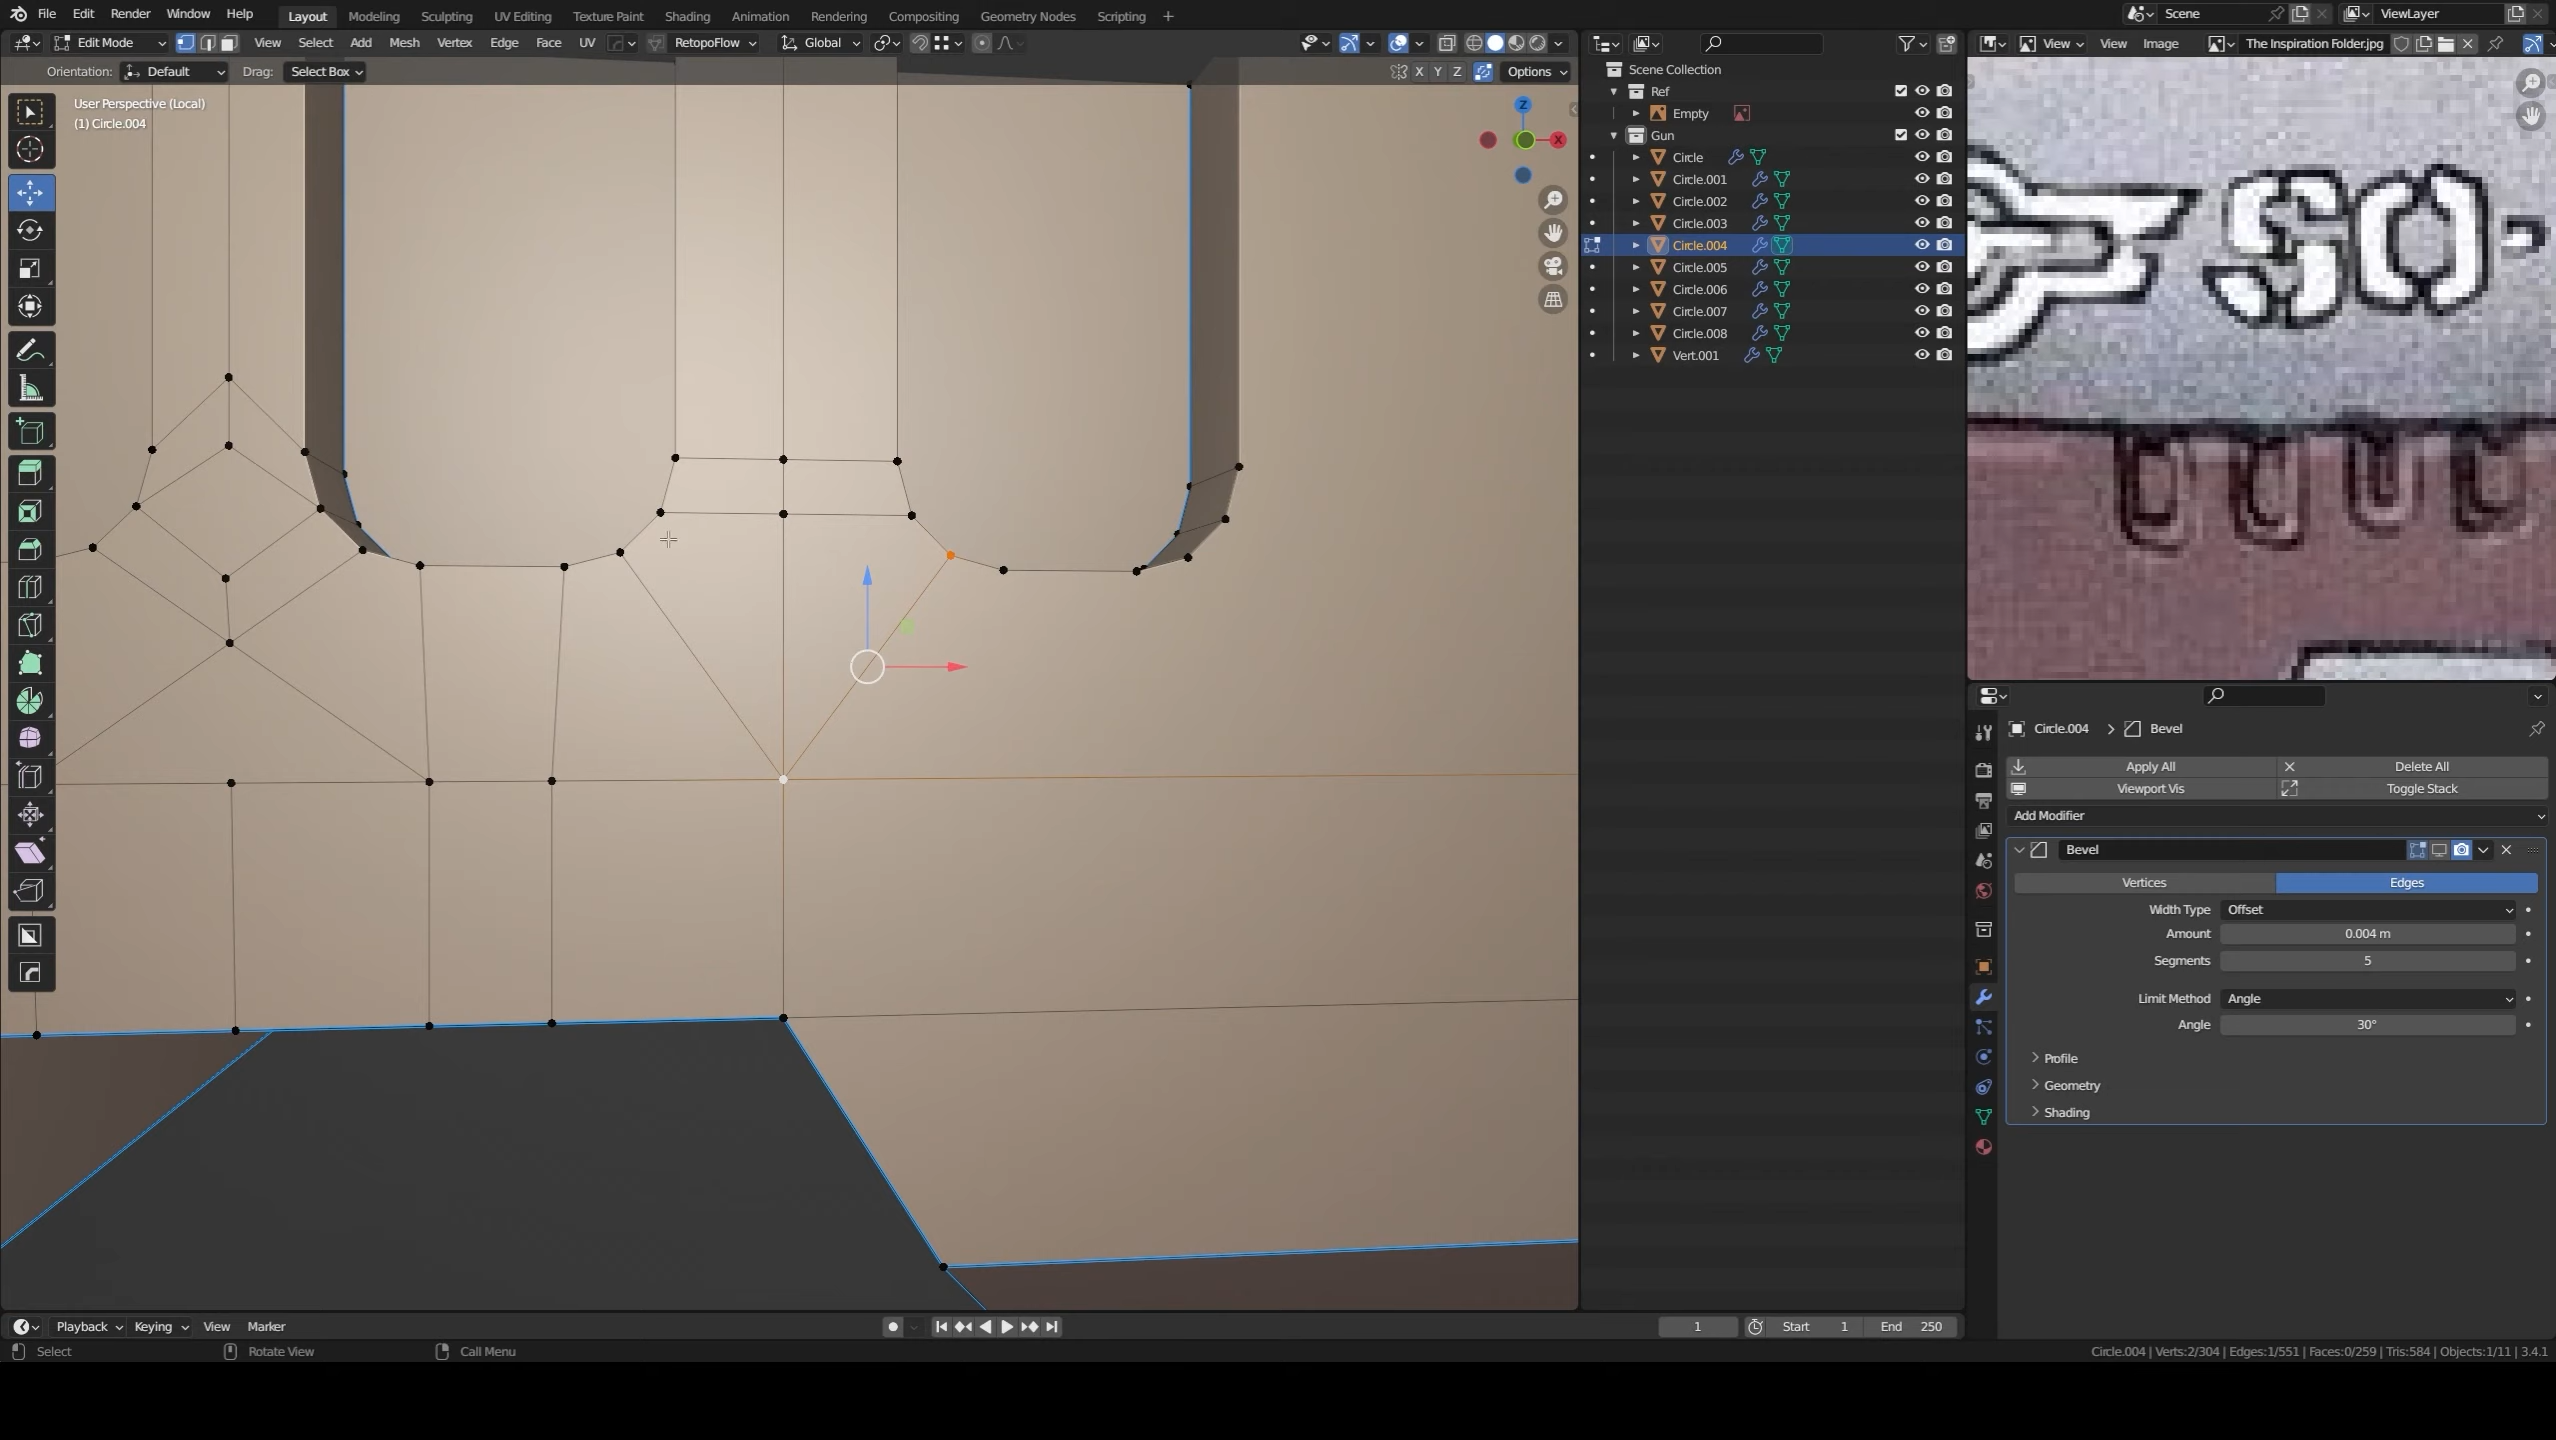 File Edit Render Window Help Layout Modeling Sculpting UV Editing Texture Paint Shading Animation Rendering Compositing Geometry Nodes Scripting + Scene ViewLayer
Edit Mode View Select Add Mesh Vertex Edge Face UV RetopoFlow Global View View Image The Inspiration Folder.jpg
Orientation: Default Drag: Select Box X Y Z Options
User Perspective (Local)
(1) Circle.004
Z
X
Scene Collection
Ref
Empty
Gun
Circle
Circle.001
Circle.002
Circle.003
Circle.004
Circle.005
Circle.006
Circle.007
Circle.008
Vert.001
SO
Circle.004 > Bevel
Apply All Delete All
Viewport Vis Toggle Stack
Add Modifier
Bevel
Vertices Edges
Width Type Offset
Amount 0.004 m
Segments 5
Limit Method Angle
Angle 30°
Profile
Geometry
Shading
Playback Keying View Marker 1 Start 1 End 250
Select Rotate View Call Menu Circle.004 | Verts:2/304 | Edges:1/551 | Faces:0/259 | Tris:584 | Objects:1/11 | 3.4.1